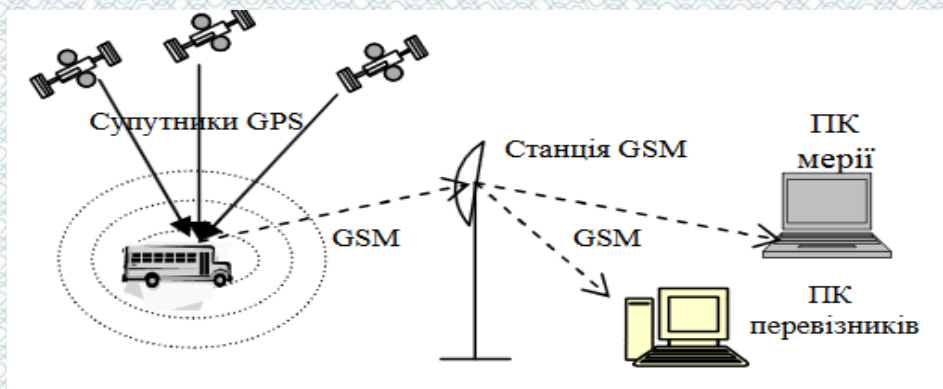 Супутники GPS
Станція GSM
ПК
мерії
GSM
GSM
ПК
перевізників